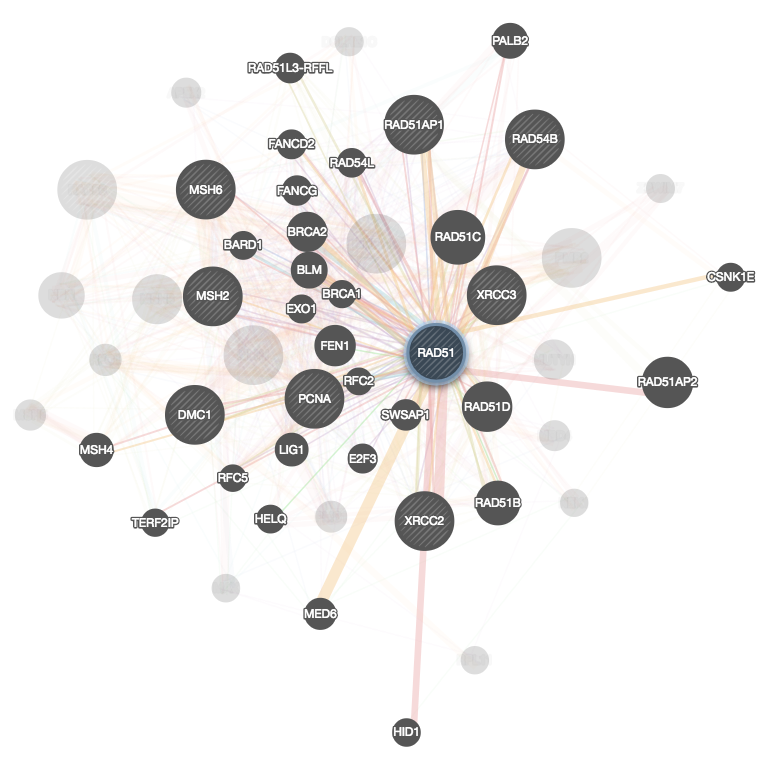 PALB2
RAD51L3-RFFL
RAD51AP1
RAD54B
FANCD2
RAD54L
MSH6
FANCG
BRCA2
RAD51C
BARD1
BLM
CSNK1E
BRCA1
XRCC3
MSH2
EXO1
FEN1
RAD51
RFC2
RAD51AP2
PCNA
RAD51D
DMC1
SWSAP1
MSH4
LIG1
E2F3
RFC5
RAD51B
TERF2IP
HELQ
XRCC2
MED6
HID1